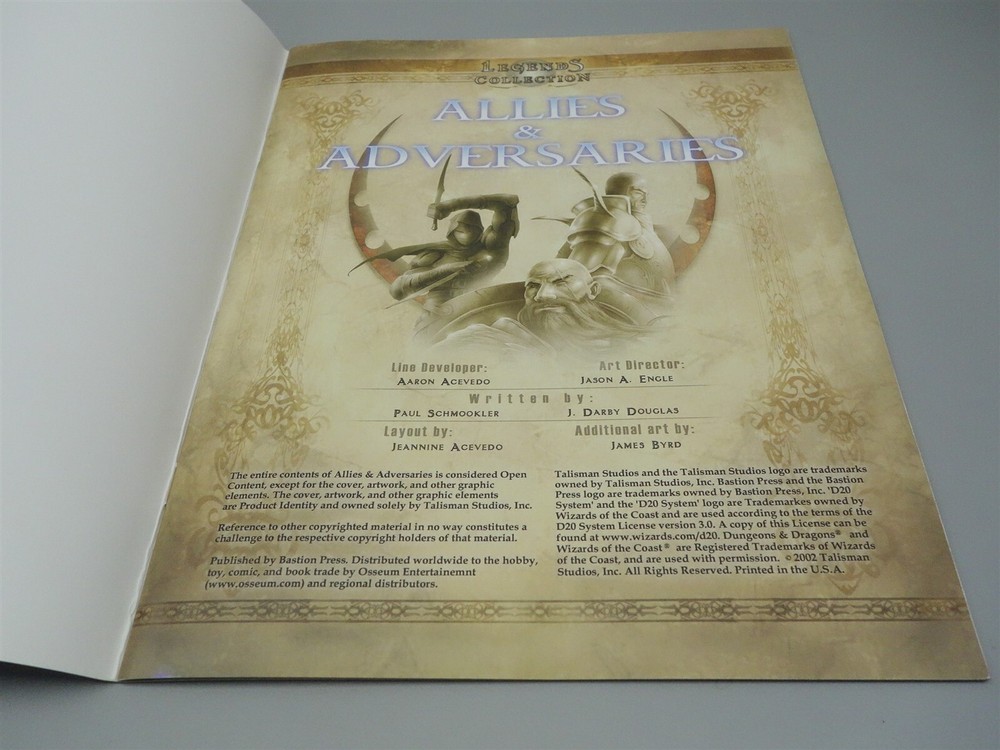 LEGENDS
COLLECTION
ALLIES
&
ADVERSARIES
Line Developer:
Aaron Acevedo
Art Director:
Jason A. Engle
Written by:
Paul Schmookler
J. Darby Douglas
Layout by:
Jeannine Acevedo
Additional art by:
James Byrd
The entire contents of Allies & Adversaries is considered Open
Content, except for the cover, artwork, and other graphic
elements. The cover, artwork, and other graphic elements
are Product Identity and owned solely by Talisman Studios, Inc.
Reference to other copyrighted material in no way constitutes a
challenge to the respective copyright holders of that material.
Published by Bastion Press. Distributed worldwide to the hobby,
toy, comic, and book trade by Osseum Entertainemnt
(www.osseum.com) and regional distributors.
Talisman Studios and the Talisman Studios logo are trademarks
owned by Talisman Studios, Inc. Bastion Press and the Bastion
Press logo are trademarks owned by Bastion Press, Inc. 'D20
System' and the 'D20 System' logo are Trademarkes owned by
Wizards of the Coast and are used according to the terms of the
D20 System License version 3.0. A copy of this License can be
found at www.wizards.com/d20. Dungeons & Dragons® and
Wizards of the Coast® are Registered Trademarks of Wizards
of the Coast, and are used with permission. ©2002 Talisman
Studios, Inc. All Rights Reserved. Printed in the U.S.A.